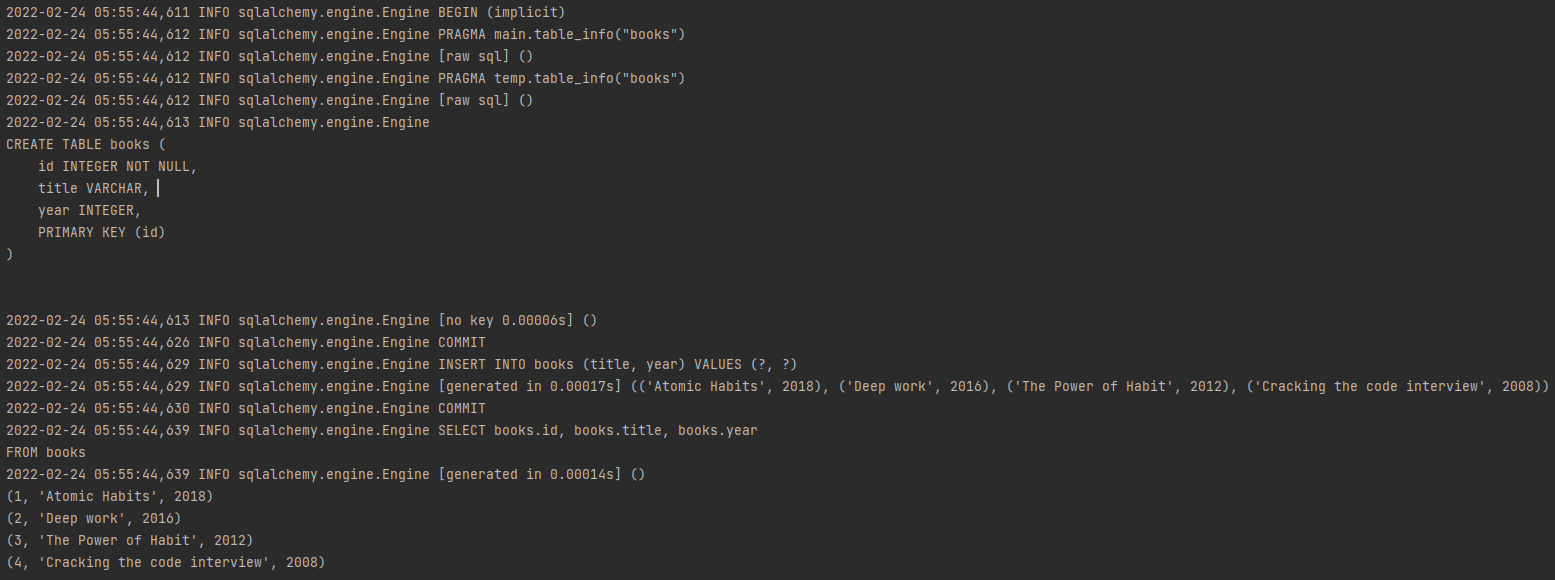 2022-02-24 05:55:44,611 INFO sqlalchemy.engine.Engine BEGIN (implicit)
2022-02-24 05:55:44,612 INFO sqlalchemy.engine.Engine PRAGMA main.table_info("books")
2022-02-24 05:55:44,612 INFO sqlalchemy.engine.Engine [raw sql] ()
2022-02-24 05:55:44,612 INFO sqlalchemy.engine.Engine PRAGMA temp.table_info("books")
2022-02-24 05:55:44,612 INFO sqlalchemy.engine.Engine [raw sql] ()
2022-02-24 05:55:44,613 INFO sqlalchemy.engine.Engine
CREATE TABLE books (
    id INTEGER NOT NULL,
    title VARCHAR,
    year INTEGER,
    PRIMARY KEY (id)
)
2022-02-24 05:55:44,613 INFO sqlalchemy.engine.Engine [no key 0.00006s] ()
2022-02-24 05:55:44,626 INFO sqlalchemy.engine.Engine COMMIT
2022-02-24 05:55:44,629 INFO sqlalchemy.engine.Engine INSERT INTO books (title, year) VALUES (?, ?)
2022-02-24 05:55:44,629 INFO sqlalchemy.engine.Engine [generated in 0.00017s] (('Atomic Habits', 2018), ('Deep work', 2016), ('The Power of Habit', 2012), ('Cracking the code interview', 2008))
2022-02-24 05:55:44,630 INFO sqlalchemy.engine.Engine COMMIT
2022-02-24 05:55:44,639 INFO sqlalchemy.engine.Engine SELECT books.id, books.title, books.year
FROM books
2022-02-24 05:55:44,639 INFO sqlalchemy.engine.Engine [generated in 0.00014s] ()
(1, 'Atomic Habits', 2018)
(2, 'Deep work', 2016)
(3, 'The Power of Habit', 2012)
(4, 'Cracking the code interview', 2008)